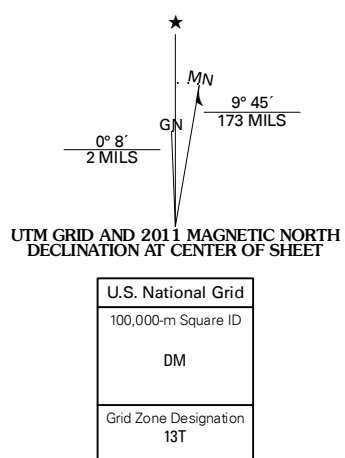 ★
MN
GN
9° 45´
173 MILS
0° 8´
2 MILS
UTM GRID AND 2011 MAGNETIC NORTH
DECLINATION AT CENTER OF SHEET
U.S. National Grid
100,000-m Square ID
DM
Grid Zone Designation
13T